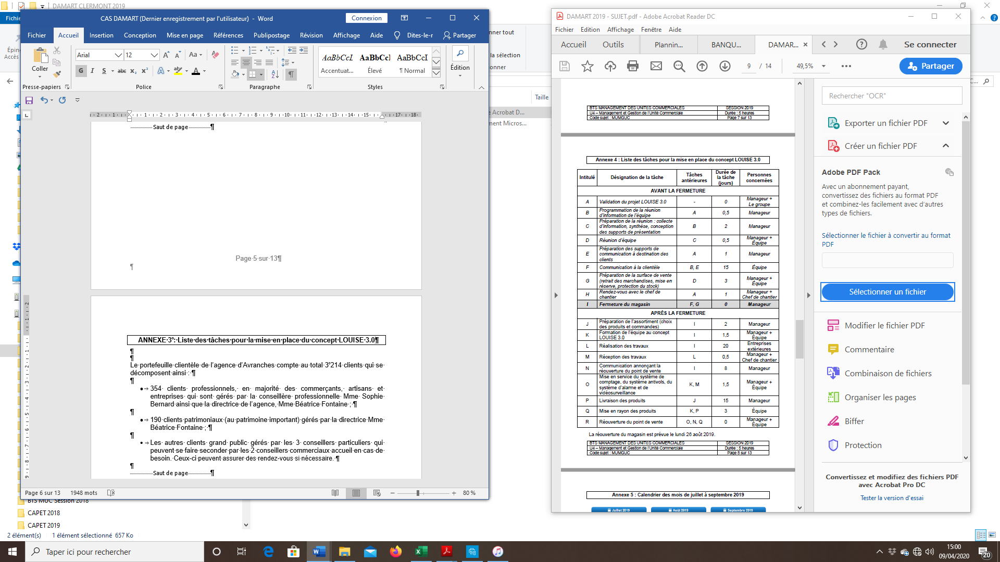 DAMART CLERMONT 2019
Fichie
Épin
Accès
CAS DAMART (Dernier enregistrement par l'utilisateur) - Word
Connexion
Fichier Accueil Insertion Conception Mise en page Références Publipostage Révision Affichage Aide Dites-le-r Partager
Coller
Arial 12
G I S abc x₂ x²
AaBbCcI AaBbCcI AaBbCcI
Accentuat... Élevé ¶ Normal
Édition
Presse-papiers Police Paragraphe Styles
Saut de page ¶
Page·5·sur·13¶
¶
ANNEXE·3°:·Liste·des·tâches·pour·la·mise·en·place·du·concept·LOUISE·3.0¶
¶
¶
Le·portefeuille·clientèle·de·l'agence·d'Avranches·compte·au·total·3°214·clients·qui·se·
décomposent·ainsi·:·¶
¶
354· clients· professionnels,· en· majorité· des· commerçants,· artisans· et·
entreprises· qui· sont· gérés· par· la· conseillère· professionnelle· Mme· Sophie·
Bernard·ainsi·que·la·directrice·de·l'agence,·Mme·Béatrice·Fontaine·;·¶
¶
190·clients·patrimoniaux·(au·patrimoine·important)·gérés·par·la·directrice·Mme·
Béatrice·Fontaine·;·¶
¶
Les· autres· clients· grand· public· gérés· par· les· 3· conseillers· particuliers· qui·
peuvent·se·faire·seconder·par·les·2·conseillers·commerciaux·accueil·en·cas·de·
besoin.·Ceux-ci·peuvent·assurer·des·rendez-vous·si·nécessaire.·¶
¶
Saut de page ¶
Page 6 sur 13 1948 mots 80 %
BTS MUC Session 2018
CAPET 2018
CAPET 2019
2 élément(s) 1 élément sélectionné 657 Ko
nner tout
la sélection
onner
Taille
e Acrobat D...
ment Micros...
DAMART 2019 - SUJET.pdf - Adobe Acrobat Reader DC
Fichier Edition Affichage Fenêtre Aide
Accueil Outils Plannin... BANQU... DAMAR... Se connecter
9 / 14 49,5% Partager
BTS MANAGEMENT DES UNITES COMMERCIALES SESSION 2019
U4 – Management et Gestion de l'Unité Commerciale Durée : 5 heures
Code sujet : MUMGUC Page 7 sur 13
Annexe 4 : Liste des tâches pour la mise en place du concept LOUISE 3.0
Intitulé Désignation de la tâche Tâches antérieures Durée de la tâche (jours) Personnes concernées
AVANT LA FERMETURE
A Validation du projet LOUISE 3.0 - 0 Manageur + Le groupe
B Programmation de la réunion d'information de l'équipe A 0,5 Manageur
C Préparation de la réunion : collecte d'information, synthèse, conception des supports de présentation B 2 Manageur
D Réunion d'équipe C 0,5 Manageur + Équipe
E Préparation des supports de communication à destination des clients A 1 Manageur
F Communication à la clientèle B, E 15 Équipe
G Préparation de la surface de vente (retrait des marchandises, mise en réserve, protection du stock) D 3 Manageur + Équipe
H Rendez-vous avec le chef de chantier A 1 Manageur + Chef de chantier
I Fermeture du magasin F, G 0 Manageur
APRÈS LA FERMETURE
J Préparation de l'assortiment (choix des produits et commandes) I 2 Manageur
K Formation de l'équipe au concept LOUISE 3.0 I 1,5 Manageur + Équipe
L Réalisation des travaux I 20 Entreprises extérieures
M Réception des travaux L 0,5 Manageur + Chef de chantier
N Communication annonçant la réouverture du point de vente I 8 Manageur
O Mise en service du système de comptage, du système antivols, du système d'alarme et de vidéosurveillance K, M 1,5 Manageur + Équipe
P Livraison des produits J 15 Manageur
Q Mise en rayon des produits K, P 3 Équipe
R Réouverture du point de vente O, N, Q 0 Manageur + Equipe
La réouverture du magasin est prévue le lundi 26 août 2019.
BTS MANAGEMENT DES UNITES COMMERCIALES SESSION 2019
U4 – Management et Gestion de l'Unité Commerciale Durée : 5 heures
Code sujet : MUMGUC Page 8 sur 13
Annexe 5 : Calendrier des mois de juillet à septembre 2019
Juillet 2019 Août 2019 Septembre 2019
Rechercher "OCR"
Exporter un fichier PDF
Créer un fichier PDF
Adobe PDF Pack
Avec un abonnement payant,
convertissez des fichiers au format PDF
et combinez-les facilement avec d'autres
types de fichiers.
Sélectionner le fichier à convertir au format
PDF
Sélectionner un fichier
Modifier le fichier PDF
Commentaire
Combinaison de fichiers
Organiser les pages
Biffer
Protection
Convertissez et modifiez des fichiers PDF
avec Acrobat Pro DC
Tester la version d'essai
Taper ici pour rechercher
15:00
09/04/2020
20